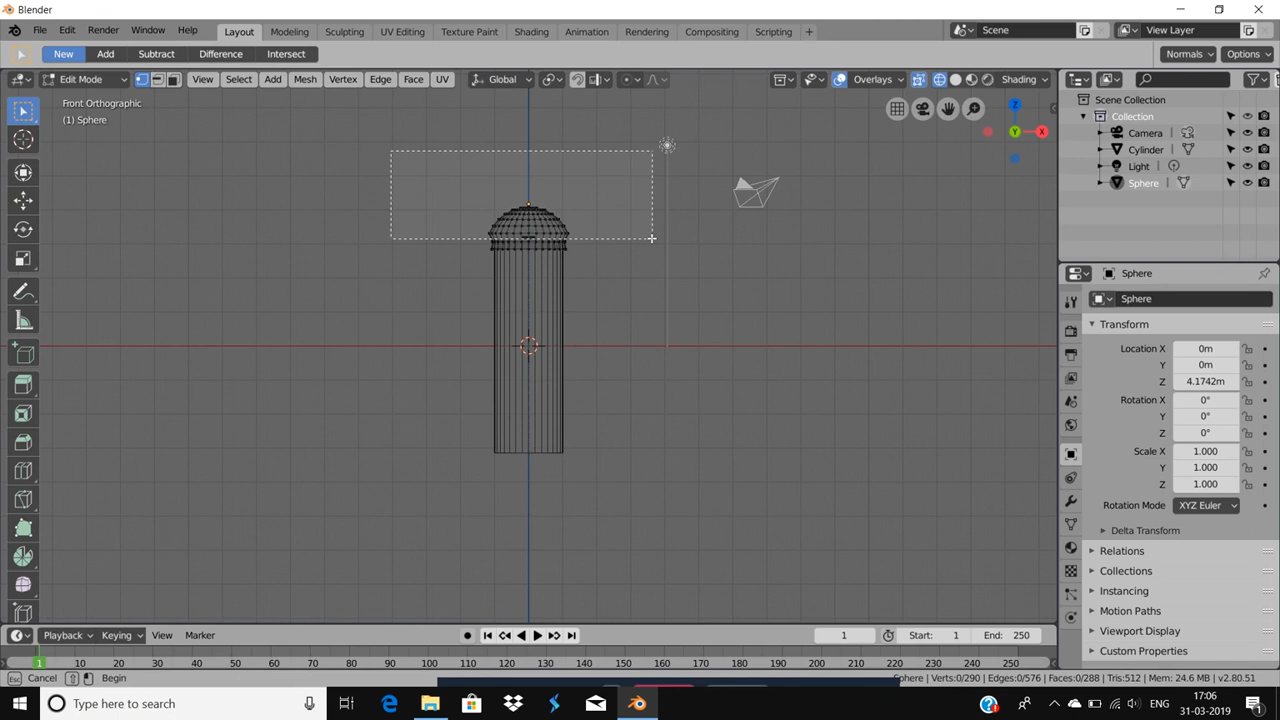 Blender
File Edit Render Window Help Layout Modeling Sculpting UV Editing Texture Paint Shading Animation Rendering Compositing Scripting + Scene View Layer
New Add Subtract Difference Intersect Normals Options
Edit Mode View Select Add Mesh Vertex Edge Face UV Global Overlays Shading
Front Orthographic
(1) Sphere
Z
Y
X
Scene Collection
Collection
Camera
Cylinder
Light
Sphere
Sphere
Sphere
Transform
Location X 0m
Y 0m
Z 4.1742m
Rotation X 0°
Y 0°
Z 0°
Scale X 1.000
Y 1.000
Z 1.000
Rotation Mode XYZ Euler
Delta Transform
Relations
Collections
Instancing
Motion Paths
Viewport Display
Custom Properties
Playback Keying View Marker 1 Start: 1 End: 250
1 10 20 30 40 50 60 70 80 90 100 110 120 130 140 150 160 170 180 190 200 210 220 230 240 250
Esc Cancel Begin Sphere | Verts:0/290 | Edges:0/576 | Faces:0/288 | Tris:512 | Mem: 24.6 MB | v2.80.51
Type here to search ENG 17:06
31-03-2019
1